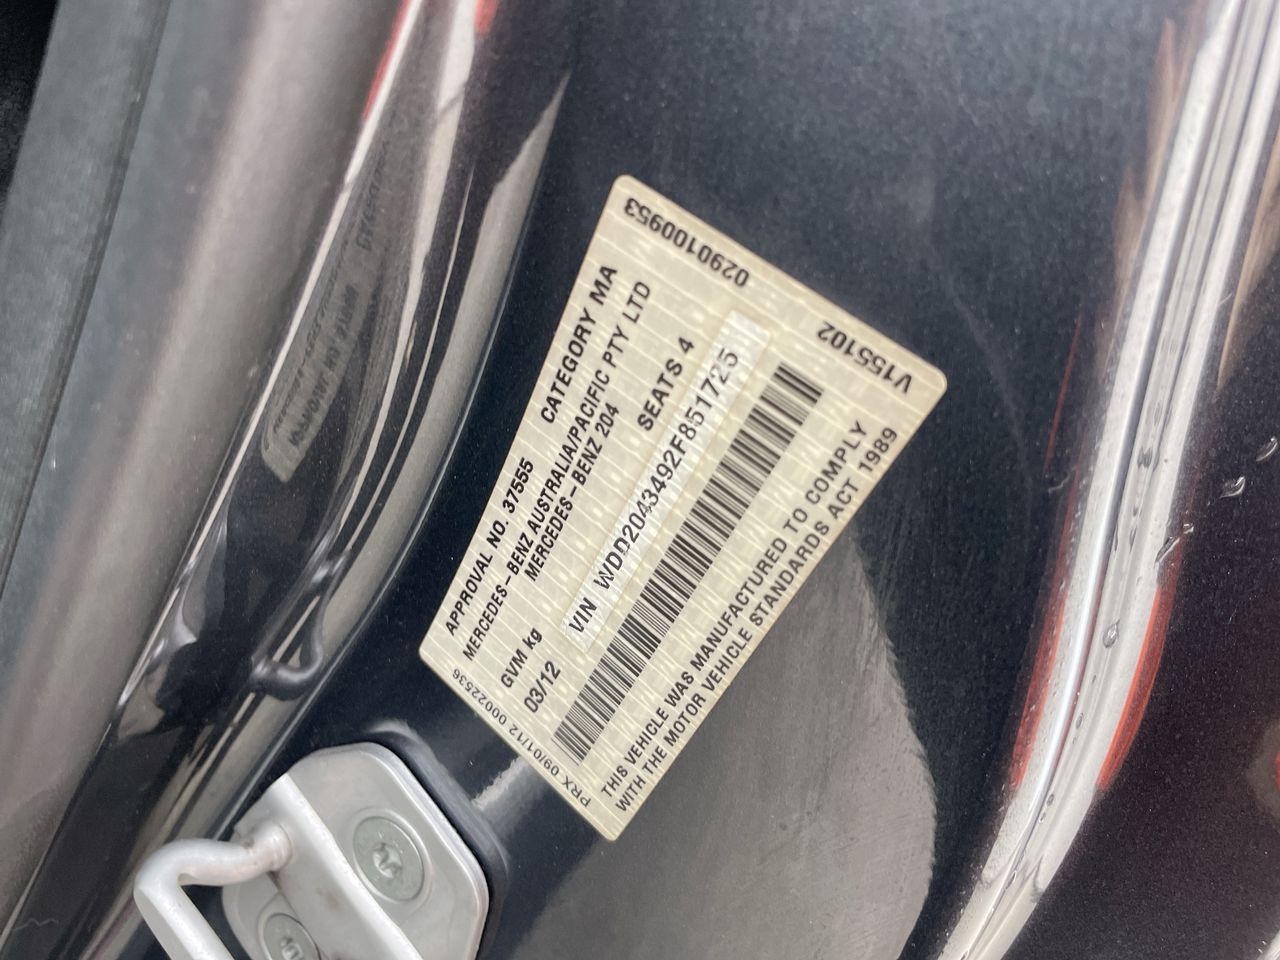 APPROVAL NO. 37555 CATEGORY MA
MERCEDES-BENZ AUSTRALIA/PACIFIC PTY LTD
MERCEDES-BENZ 204
GVM kg SEATS 4
03/12
VIN WDD2043492F851725
THIS VEHICLE WAS MANUFACTURED TO COMPLY
WITH THE MOTOR VEHICLE STANDARDS ACT 1989
PRX 09/01/12 00022536
0290100953
V155102